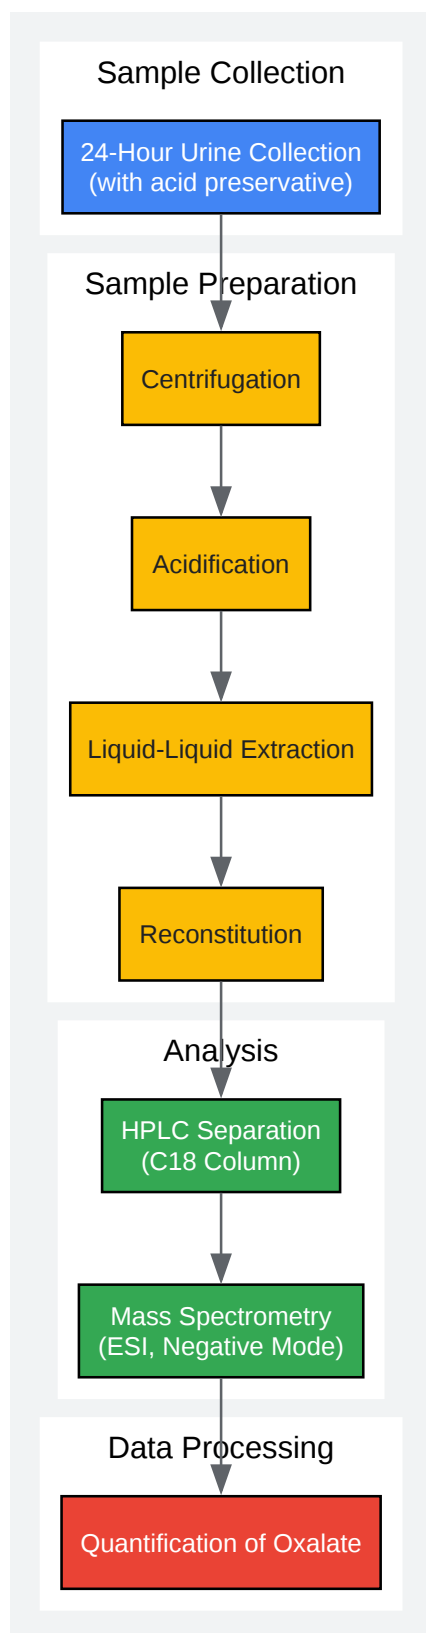 Sample Collection
24-Hour Urine Collection
(with acid preservative)
Sample Preparation
Centrifugation
Acidification
Liquid-Liquid Extraction
Reconstitution
Analysis
HPLC Separation
(C18 Column)
Mass Spectrometry
(ESI, Negative Mode)
Data Processing
Quantification of Oxalate